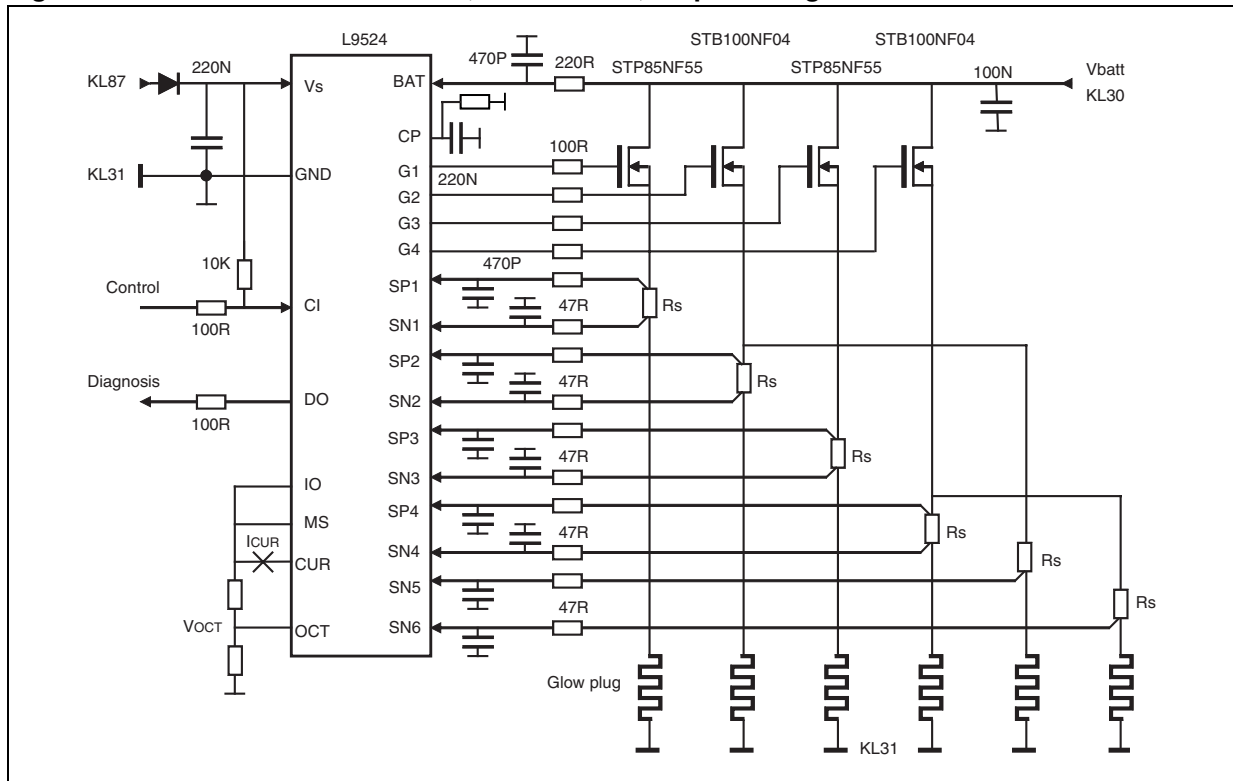 L9524
STB100NF04
STB100NF04
470P
220R
STP85NF55
STP85NF55
KL87
220N
Vs
BAT
100N
Vbatt
KL30
CP
100R
KL31
GND
G1
220N
G2
G3
G4
10K
470P
SP1
Control
CI
47R
Rs
100R
SN1
SP2
Diagnosis
47R
Rs
DO
SN2
100R
SP3
47R
Rs
IO
SN3
SP4
MS
47R
Rs
ICUR
SN4
Rs
CUR
SN5
47R
Rs
VOCT
OCT
SN6
Glow plug
KL31